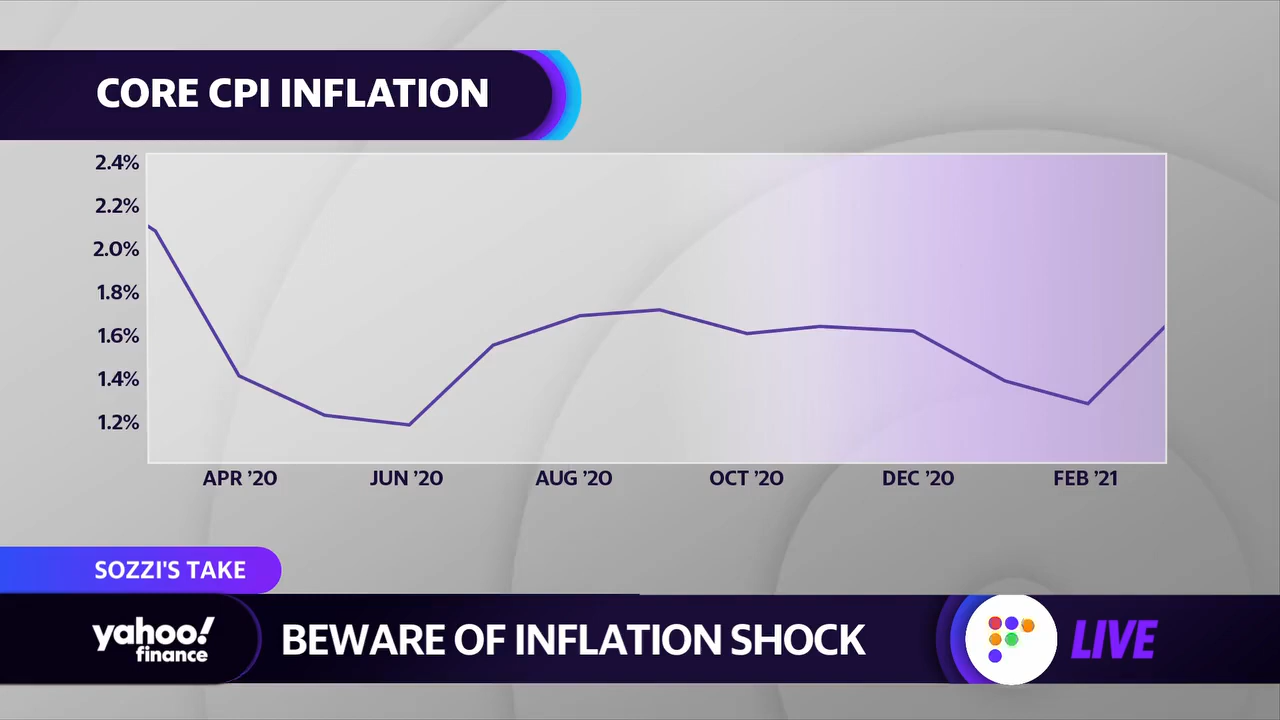 CORE CPI INFLATION
2.4%
2.2%
2.0%
1.8%
1.6%
1.4%
1.2%
APR ’20 JUN ’20 AUG ’20 OCT ’20 DEC ’20 FEB ’21
SOZZI'S TAKE
yahoo!
finance
BEWARE OF INFLATION SHOCK
LIVE